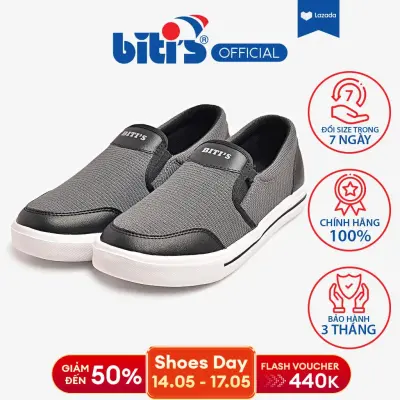 Lazada
biti's® OFFICIAL
7
ĐỔI SIZE TRONG
7 NGÀY
BITI'S
BITI'S
CHÍNH HÃNG
100%
BẢO HÀNH
3 THÁNG
GIẢM
ĐẾN 50%
Shoes Day
14.05 - 17.05
FLASH VOUCHER
440K